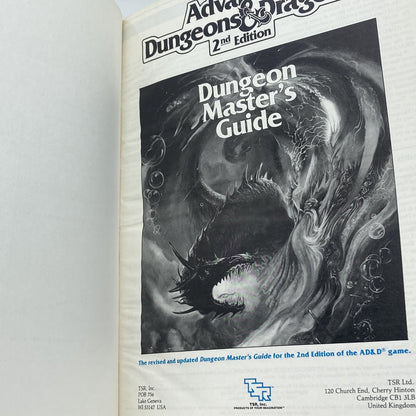 Adva
Dungeons & Drago
2nd Edition
Dungeon
Master's
Guide
The revised and updated Dungeon Master's Guide for the 2nd Edition of the AD&D® game.
TSR, Inc.
POB 756
Lake Geneva
WI 53147 USA
TSR
TSR, Inc.
PRODUCTS OF YOUR IMAGINATION™
TSR Ltd.
120 Church End, Cherry Hinton
Cambridge CB1 3LB
United Kingdom